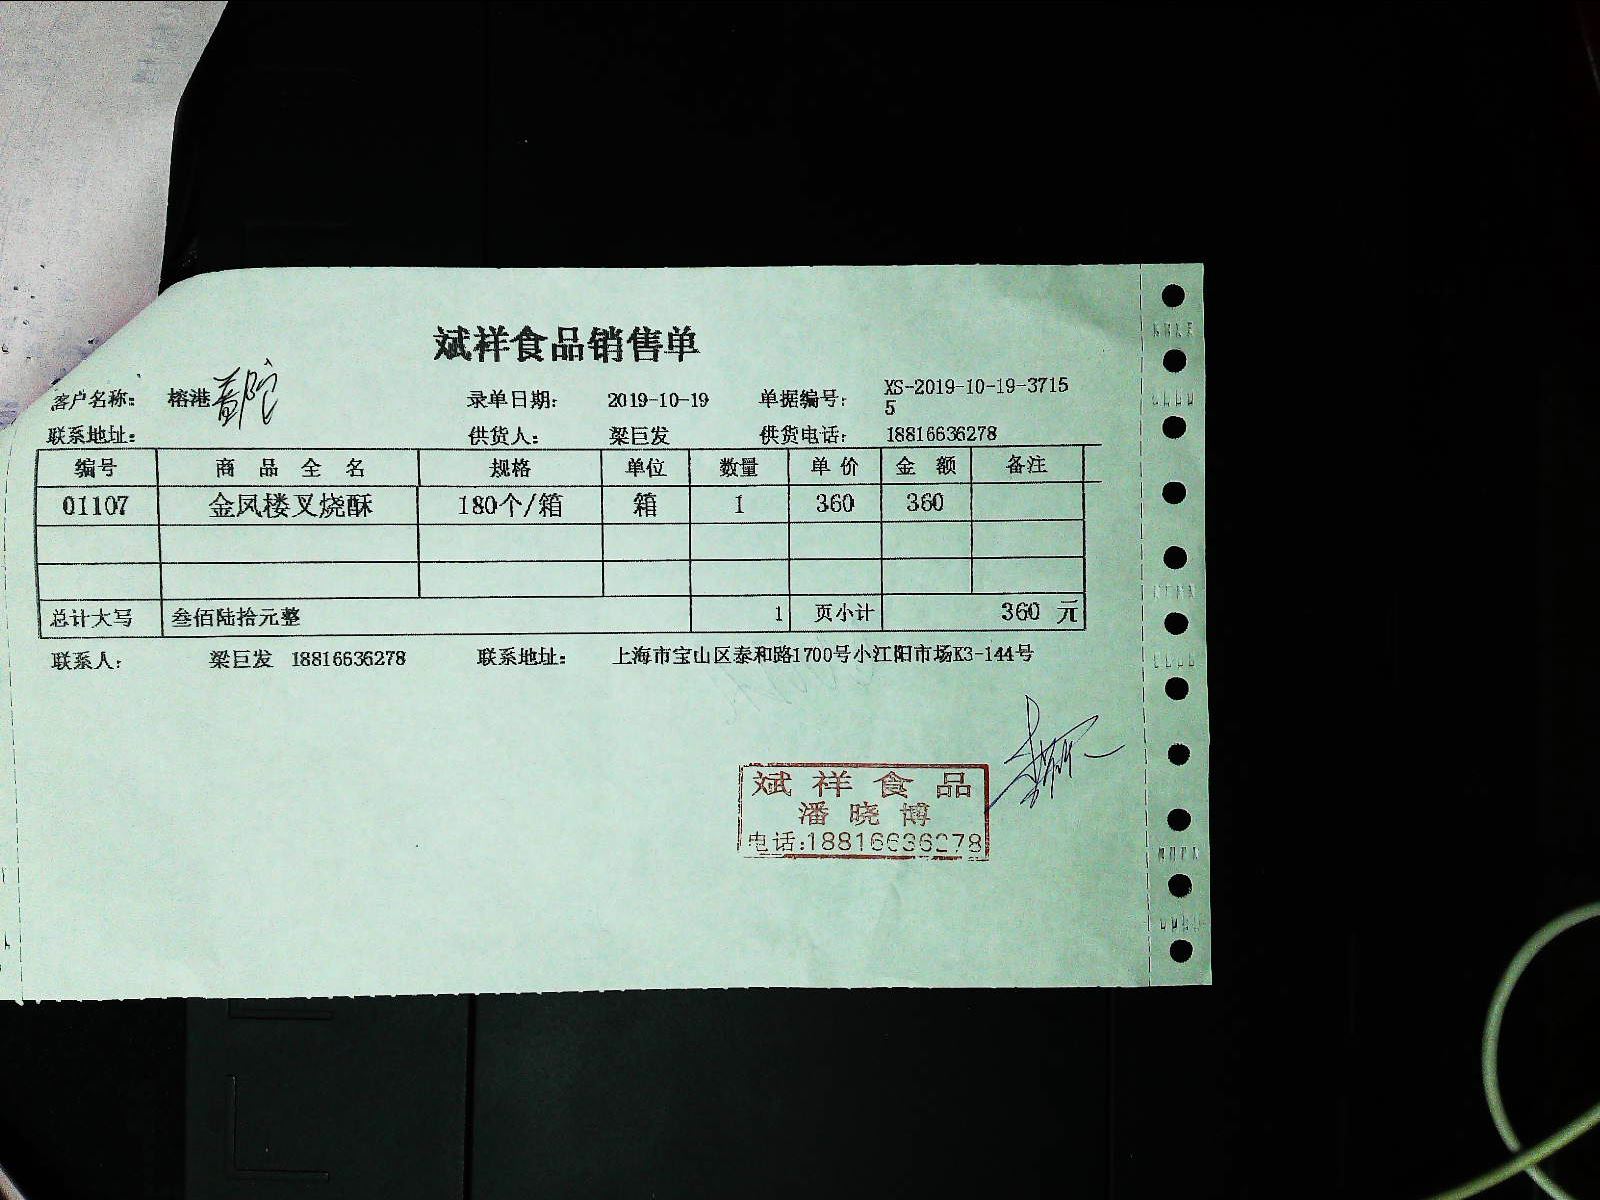 斌祥食品销售单
客户名称： 榕港 录单日期： 2019-10-19 单据编号： XS-2019-10-19-3715
5
联系地址： 供货人： 梁巨发 供货电话： 18816636278
编号 商品全名 规格 单位 数量 单价 金额 备注
01107 金凤楼叉烧酥 180个/箱 箱 1 360 360
总计大写 叁佰陆拾元整 1 页小计 360 元
联系人： 梁巨发 18816636278 联系地址： 上海市宝山区泰和路1700号小江阳市场K3-144号
斌祥食品
潘晓博
电话:18816636278